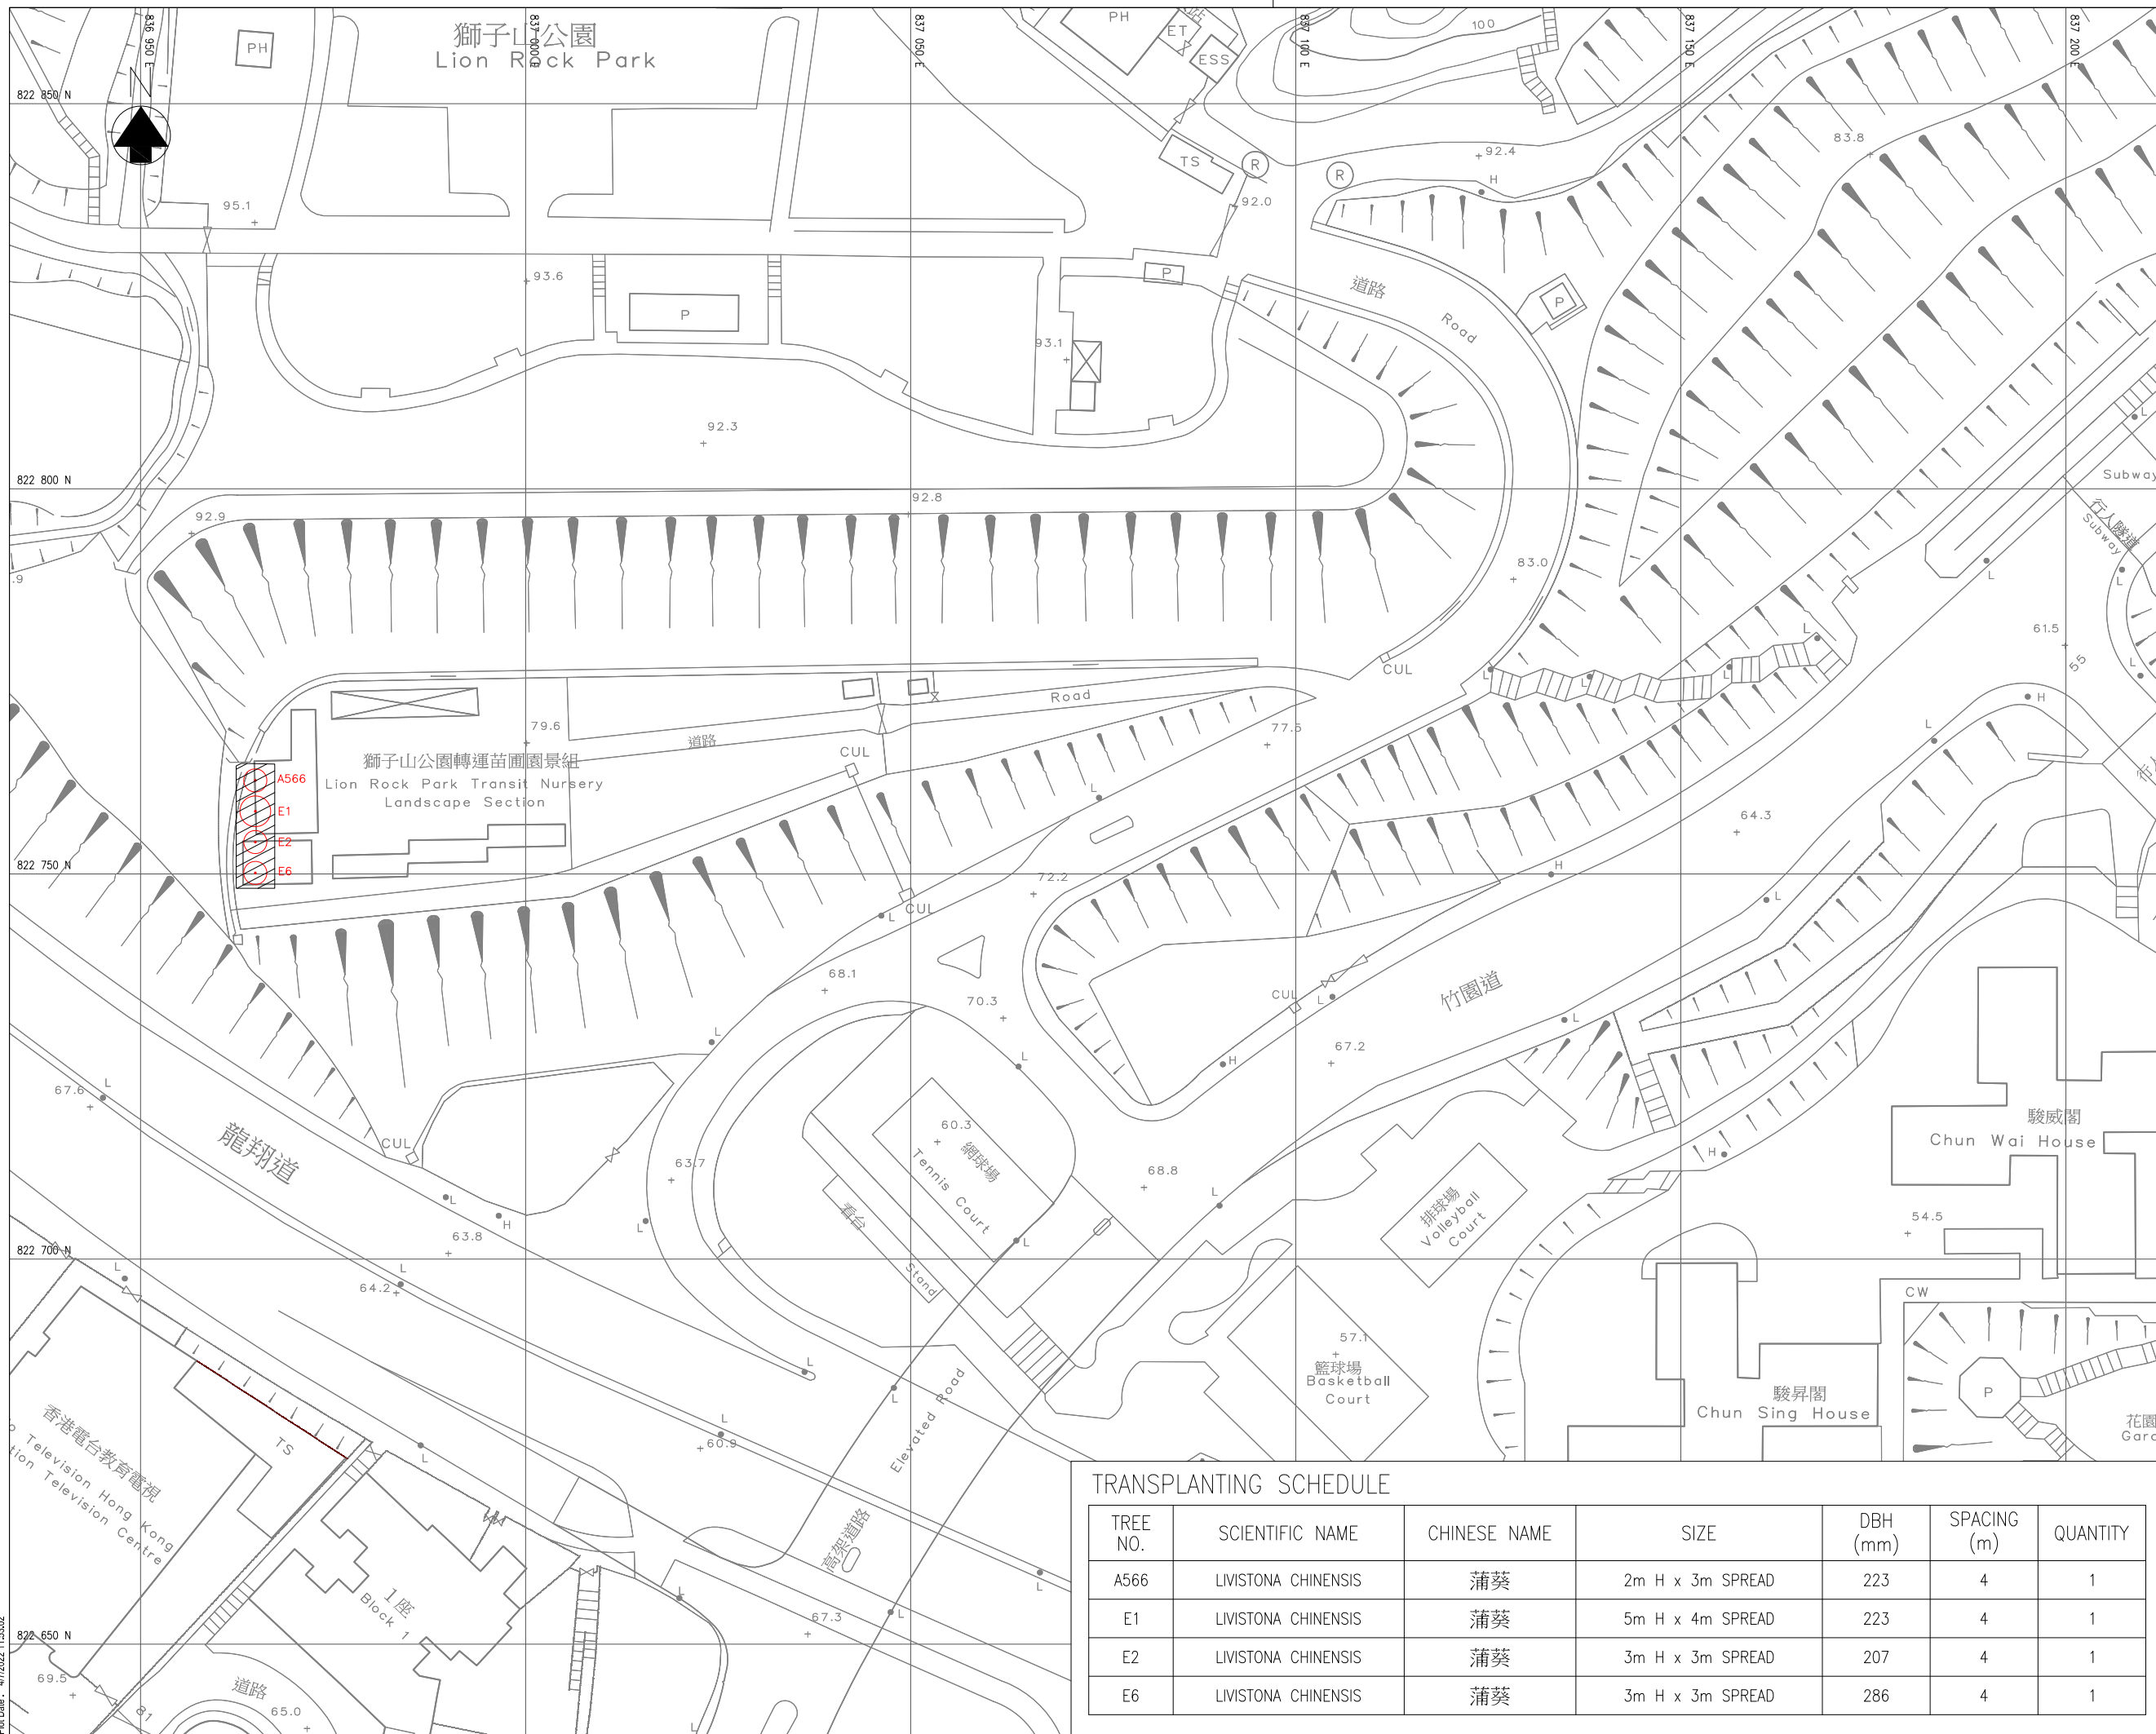 836 950 E
837 000 E
837 050 E
837 100 E
837 150 E
837 200 E
獅子山公園
Lion Rock Park
PH
PH
ET
ESS
100
822 850 N
N
83.8
92.4
TS
R
R
H
95.1
92.0
93.6
P
P
P
道路
Road
93.1
92.3
822 800 N
92.8
92.9
L
Subway
行人隧道
Subway
L
L
83.0
.9
61.5
55
L
L
CUL
L
L
L
H
Road
79.6
道路
77.5
CUL
L
獅子山公園轉運苗圃園景組
Lion Rock Park Transit Nursery
Landscape Section
A566
E1
E2
E6
L
64.3
822 750 N
H
72.2
L
CUL
L
68.1
70.3
CUL
L
竹園道
L
67.2
H
L
L
67.6
L
CUL
龍翔道
60.3
網球場
Tennis Court
63.7
68.8
看台
Stand
L
L
H
L
L
63.8
排球場
Volleyball
Court
H
駿威閣
Chun Wai House
54.5
822 700 N
L
64.2
L
57.1
籃球場
Basketball
Court
CW
駿昇閣
Chun Sing House
P
花園
L
L
Elevated Road
高架道路
L
60.9
L
TS
香港電台教育電視
Television Hong Kong
Television Centre
1座
Block 1
L
L
67.3
L
L
822 650 N
69.5
81
道路
65.0
TRANSPLANTING SCHEDULE
TREE NO. SCIENTIFIC NAME CHINESE NAME SIZE DBH (mm) SPACING (m) QUANTITY
A566 LIVISTONA CHINENSIS 蒲葵 2m H x 3m SPREAD 223 4 1
E1 LIVISTONA CHINENSIS 蒲葵 5m H x 4m SPREAD 223 4 1
E2 LIVISTONA CHINENSIS 蒲葵 3m H x 3m SPREAD 207 4 1
E6 LIVISTONA CHINENSIS 蒲葵 3m H x 3m SPREAD 286 4 1